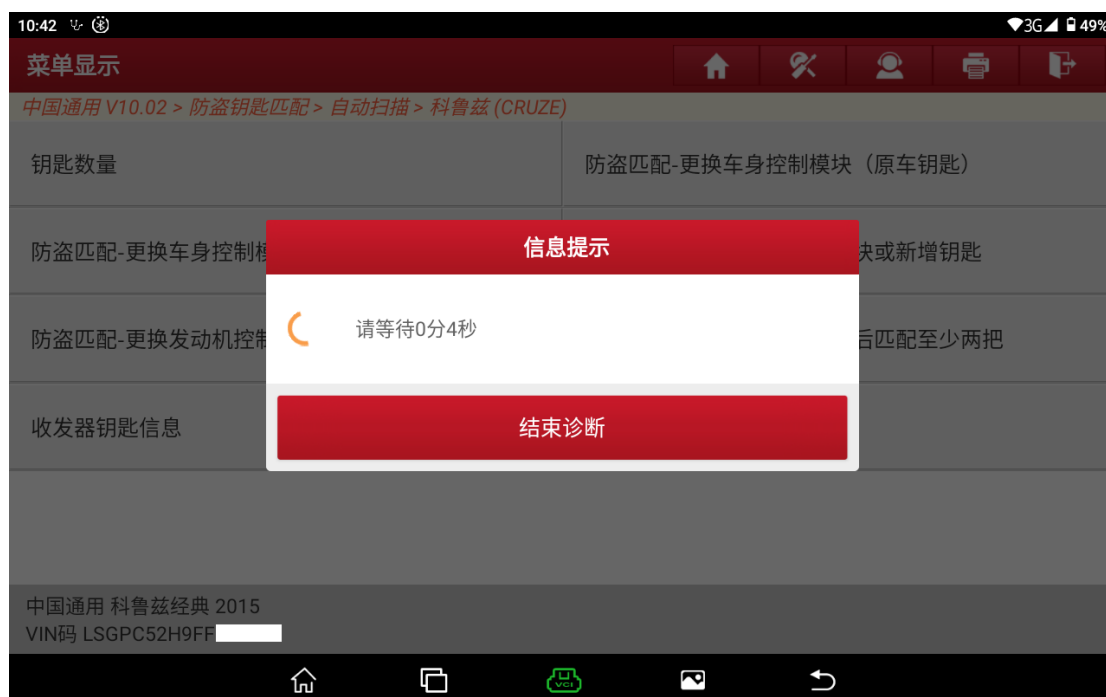 10:42
3G
49%
菜单显示
中国通用 V10.02 > 防盗钥匙匹配 > 自动扫描 > 科鲁兹 (CRUZE)
钥匙数量
防盗匹配-更换车身控制模块（原车钥匙）
防盗匹配-更换车身控制
信息提示
块或新增钥匙
防盗匹配-更换发动机控制
请等待0分4秒
后匹配至少两把
收发器钥匙信息
结束诊断
中国通用 科鲁兹经典 2015
VIN码 LSGPC52H9FF
VCI